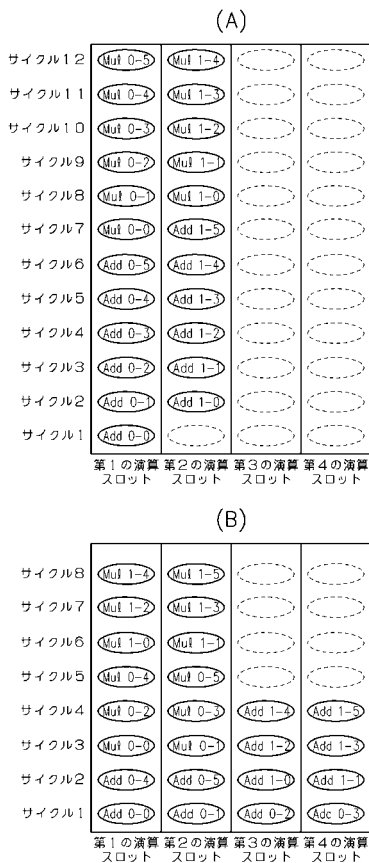 (A)
サイクル12 Mul 0-5 Mul 1-4
サイクル11 Mul 0-4 Mul 1-3
サイクル10 Mul 0-3 Mul 1-2
サイクル9 Mul 0-2 Mul 1-1
サイクル8 Mul 0-1 Mul 1-0
サイクル7 Mul 0-0 Add 1-5
サイクル6 Add 0-5 Add 1-4
サイクル5 Add 0-4 Add 1-3
サイクル4 Add 0-3 Add 1-2
サイクル3 Add 0-2 Add 1-1
サイクル2 Add 0-1 Add 1-0
サイクル1 Add 0-0
第1の演算 第2の演算 第3の演算 第4の演算
スロット スロット スロット スロット
(B)
サイクル8 Mul 1-4 Mul 1-5
サイクル7 Mul 1-2 Mul 1-3
サイクル6 Mul 1-0 Mul 1-1
サイクル5 Mul 0-4 Mul 0-5
サイクル4 Mul 0-2 Mul 0-3 Add 1-4 Add 1-5
サイクル3 Mul 0-0 Mul 0-1 Add 1-2 Add 1-3
サイクル2 Add 0-4 Add 0-5 Add 1-0 Add 1-1
サイクル1 Add 0-0 Add 0-1 Add 0-2 Adc 0-3
第1の演算 第2の演算 第3の演算 第4の演算
スロット スロット スロット スロット